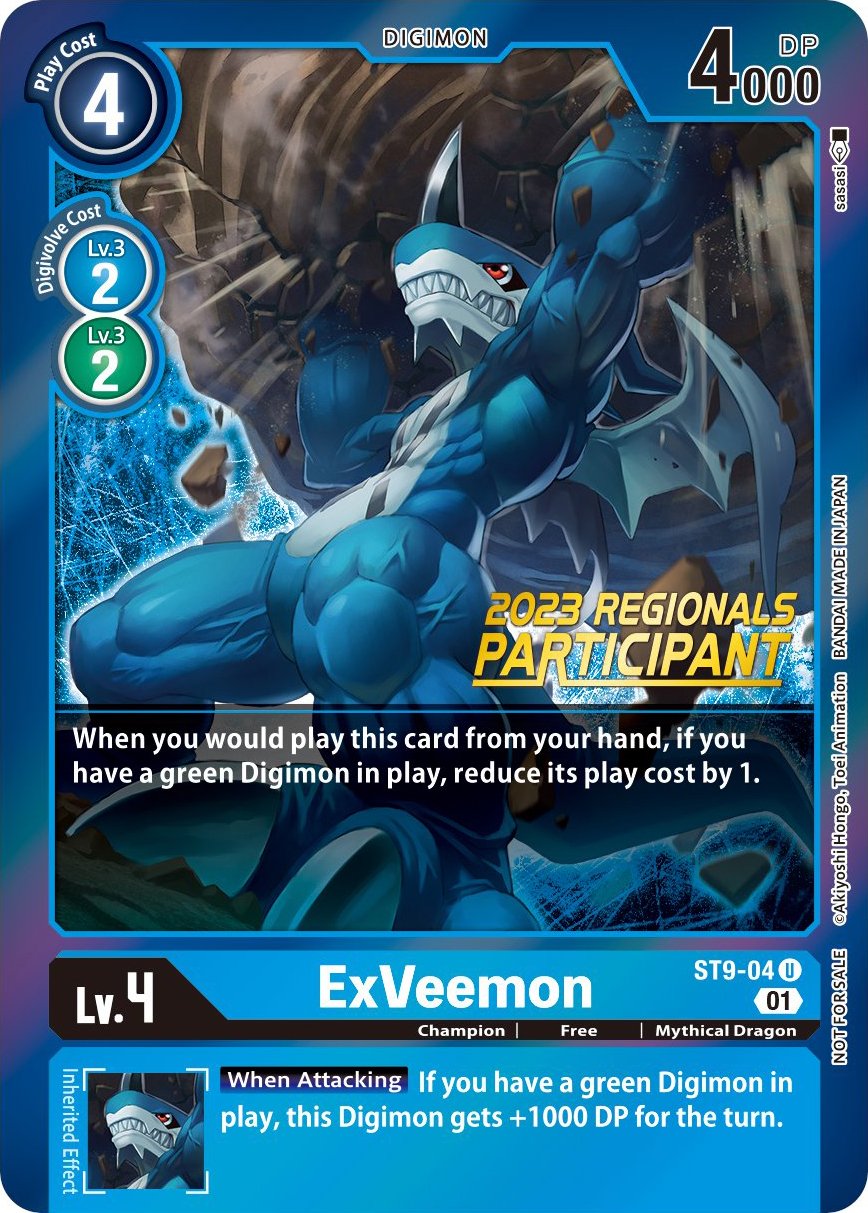 Play Cost
4
DIGIMON
DP
4000
sasasi
Digivolve Cost
Lv.3
2
Lv.3
2
2023 REGIONALS
PARTICIPANT
When you would play this card from your hand, if you
have a green Digimon in play, reduce its play cost by 1.
©Akiyoshi Hongo, Toei Animation BANDAI MADE IN JAPAN
NOT FOR SALE
Lv.4
ExVeemon
ST9-04 U
01
Champion | Free | Mythical Dragon
Inherited Effect
When Attacking If you have a green Digimon in
play, this Digimon gets +1000 DP for the turn.